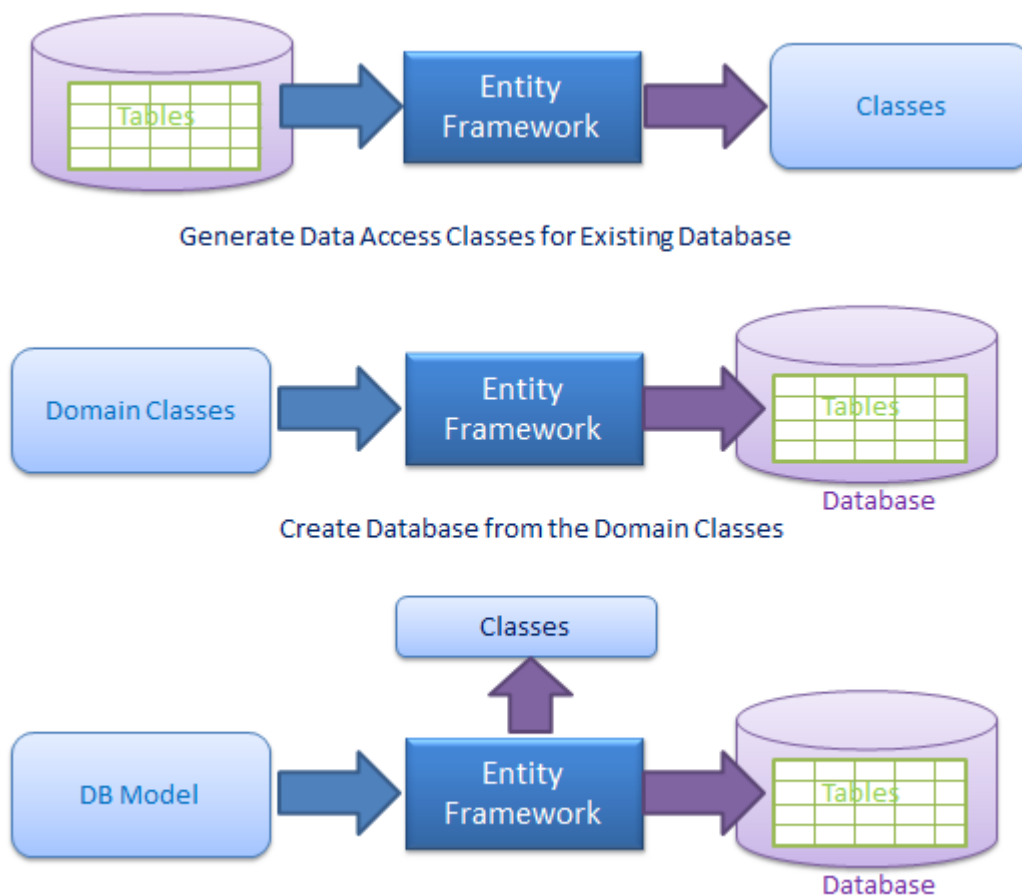 Tables
Entity
Framework
Classes
Generate Data Access Classes for Existing Database
Domain Classes
Entity
Framework
Tables
Database
Create Database from the Domain Classes
Classes
DB Model
Entity
Framework
Tables
Database